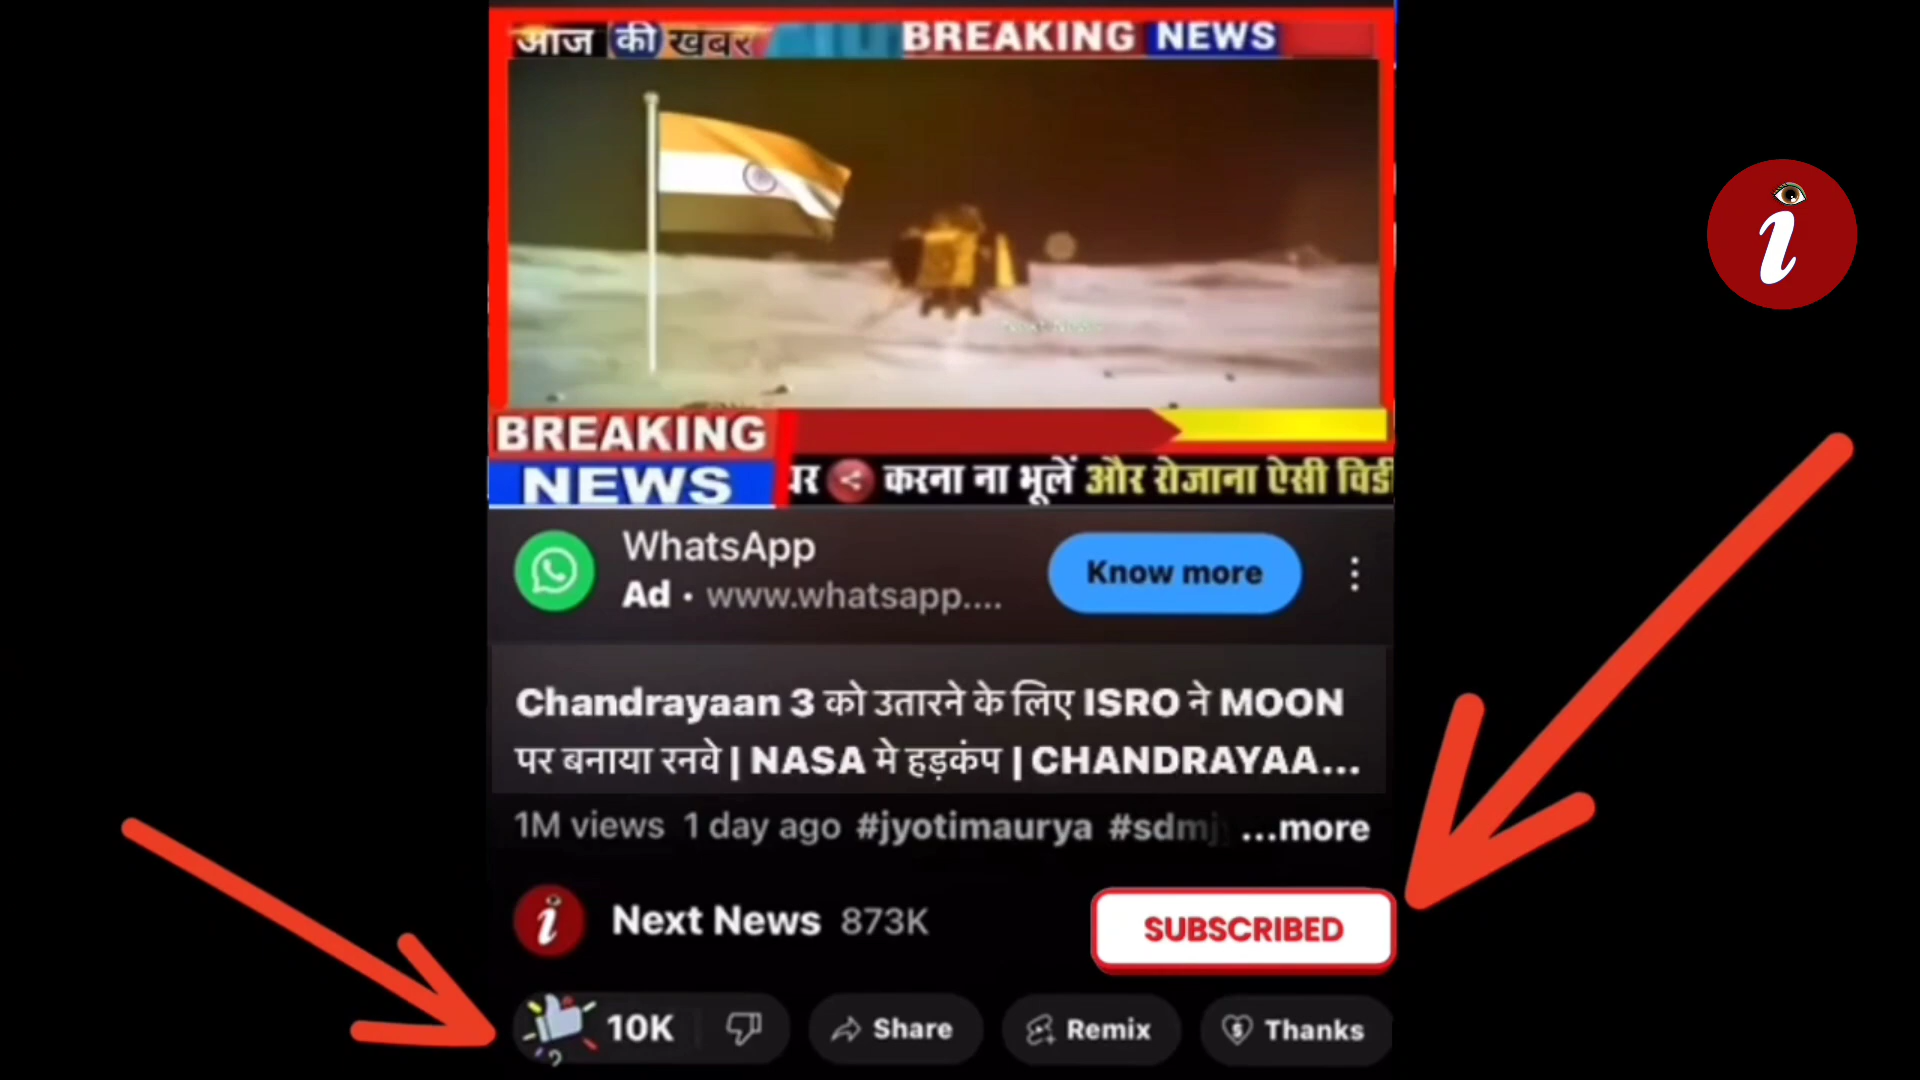 आज की खबर BREAKING NEWS
BREAKING
NEWS
पर करना ना भूलें और रोजाना ऐसी
WhatsApp
Ad • www.whatsapp....
Know more
Chandrayaan 3 को उतारने के लिए ISRO ने MOON
पर बनाया रनवे | NASA मे हड़कंप | CHANDRAYAA...
1M views 1 day ago #jyotimaurya #sdmj ...more
i Next News 873K
SUBSCRIBED
10K Share Remix Thanks
i